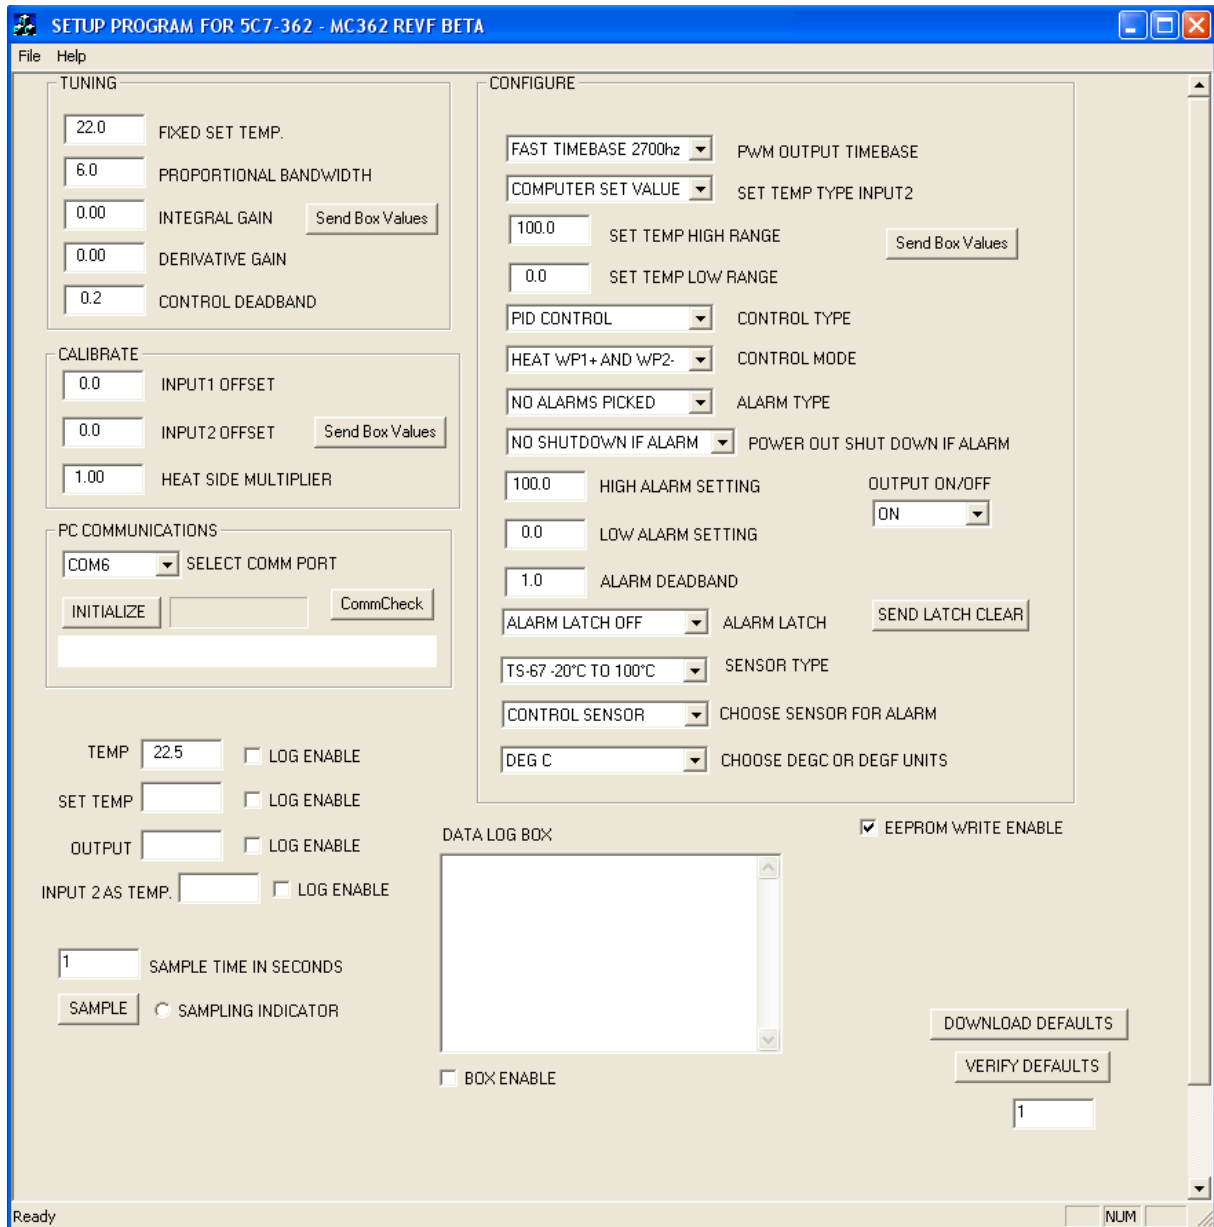 SETUP PROGRAM FOR 5C7-362 - MC362 REVF BETA
File Help
TUNING
22.0 FIXED SET TEMP.
6.0 PROPORTIONAL BANDWIDTH
0.00 INTEGRAL GAIN Send Box Values
0.00 DERIVATIVE GAIN
0.2 CONTROL DEADBAND
CALIBRATE
0.0 INPUT1 OFFSET
0.0 INPUT2 OFFSET Send Box Values
1.00 HEAT SIDE MULTIPLIER
PC COMMUNICATIONS
COM6 SELECT COMM PORT
INITIALIZE CommCheck
CONFIGURE
FAST TIMEBASE 2700hz PWM OUTPUT TIMEBASE
COMPUTER SET VALUE SET TEMP TYPE INPUT2
100.0 SET TEMP HIGH RANGE Send Box Values
0.0 SET TEMP LOW RANGE
PID CONTROL CONTROL TYPE
HEAT WP1+ AND WP2- CONTROL MODE
NO ALARMS PICKED ALARM TYPE
NO SHUTDOWN IF ALARM POWER OUT SHUT DOWN IF ALARM
100.0 HIGH ALARM SETTING OUTPUT ON/OFF
ON
0.0 LOW ALARM SETTING
1.0 ALARM DEADBAND
ALARM LATCH OFF ALARM LATCH SEND LATCH CLEAR
TS-67 -20°C TO 100°C SENSOR TYPE
CONTROL SENSOR CHOOSE SENSOR FOR ALARM
DEG C CHOOSE DEGC OR DEGF UNITS
TEMP 22.5 LOG ENABLE
SET TEMP LOG ENABLE
OUTPUT LOG ENABLE
INPUT 2 AS TEMP. LOG ENABLE
1 SAMPLE TIME IN SECONDS
SAMPLE SAMPLING INDICATOR
DATA LOG BOX
BOX ENABLE
EEPROM WRITE ENABLE
DOWNLOAD DEFAULTS
VERIFY DEFAULTS
1
Ready NUM